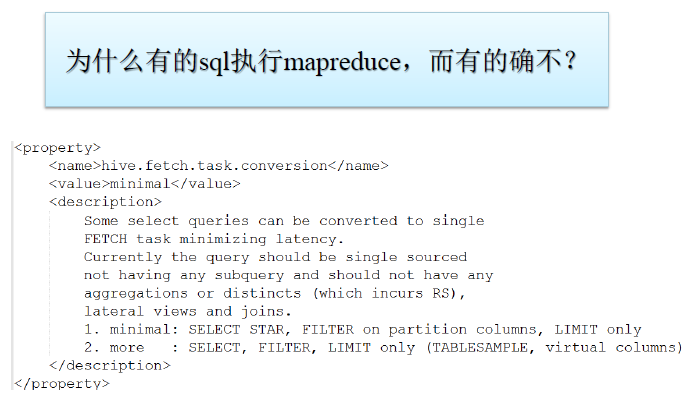 为什么有的sql执行mapreduce，而有的确不？
<property>
    <name>hive.fetch.task.conversion</name>
    <value>minimal</value>
    <description>
        Some select queries can be converted to single
        FETCH task minimizing latency.
        Currently the query should be single sourced
        not having any subquery and should not have any
        aggregations or distincts (which incurs RS),
        lateral views and joins.
        1. minimal: SELECT STAR, FILTER on partition columns, LIMIT only
        2. more   : SELECT, FILTER, LIMIT only (TABLESAMPLE, virtual columns)
    </description>
</property>